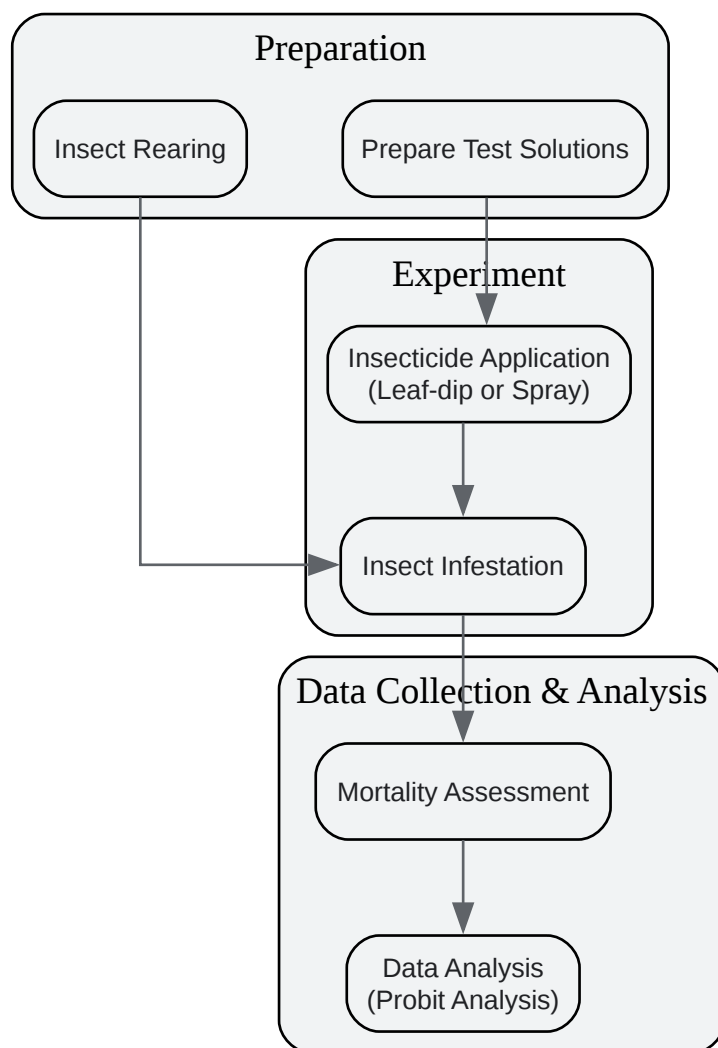 Preparation
Insect Rearing
Prepare Test Solutions
Experiment
Insecticide Application
(Leaf-dip or Spray)
Insect Infestation
Data Collection & Analysis
Mortality Assessment
Data Analysis
(Probit Analysis)